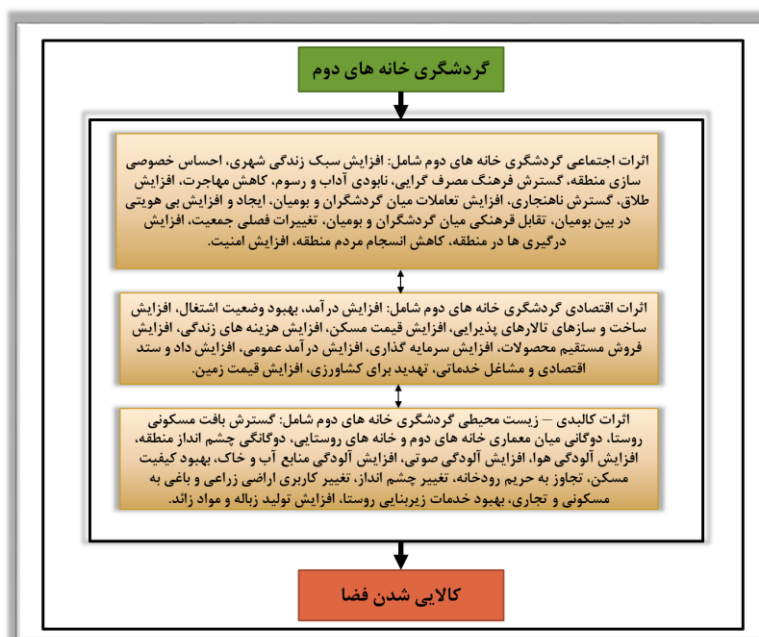 گردشگری خانه های دوم
اثرات اجتماعی گردشگری خانه های دوم شامل: افزایش سبک زندگی شهری، احساس خصوصی
سازی منطقه، گسترش فرهنگ مصرف گرایی، نابودی آداب و رسوم، کاهش مهاجرت، افزایش
طلاق، گسترش ناهنجاری، افزایش تعاملات میان گردشگران و بومیان، ایجاد و افزایش بی هویتی
در بین بومیان، تقابل فرهنکی میان گردشگران و بومیان، تغییرات فصلی جمعیت، افزایش
درگیری ها در منطقه، کاهش انسجام مردم منطقه، افزایش امنیت.
اثرات اقتصادی گردشگری خانه های دوم شامل: افزایش درآمد، بهبود وضعیت اشتغال، افزایش
ساخت و سازهای تالارهای پذیرایی، افزایش قیمت مسکن، افزایش هزینه های زندگی، افزایش
فروش مستقیم محصولات، افزایش سرمایه گذاری، افزایش درآمد عمومی، افزایش داد و ستد
اقتصادی و مشاغل خدماتی، تهدید برای کشاورزی، افزایش قیمت زمین.
اثرات کالبدی – زیست محیطی گردشگری خانه های دوم شامل: گسترش بافت مسکونی
روستا، دوگانی میان معماری خانه های دوم و خانه های روستایی، دوگانگی چشم انداز منطقه،
افزایش آلودگی هوا، افزایش آلودگی صوتی، افزایش آلودگی منابع آب و خاک، بهبود کیفیت
مسکن، تجاوز به حریم رودخانه، تغییر چشم انداز، تغییر کاربری اراضی زراعی و باغی به
مسکونی و تجاری، بهبود خدمات زیربنایی روستا، افزایش تولید زباله و مواد زائد.
کالایی شدن فضا